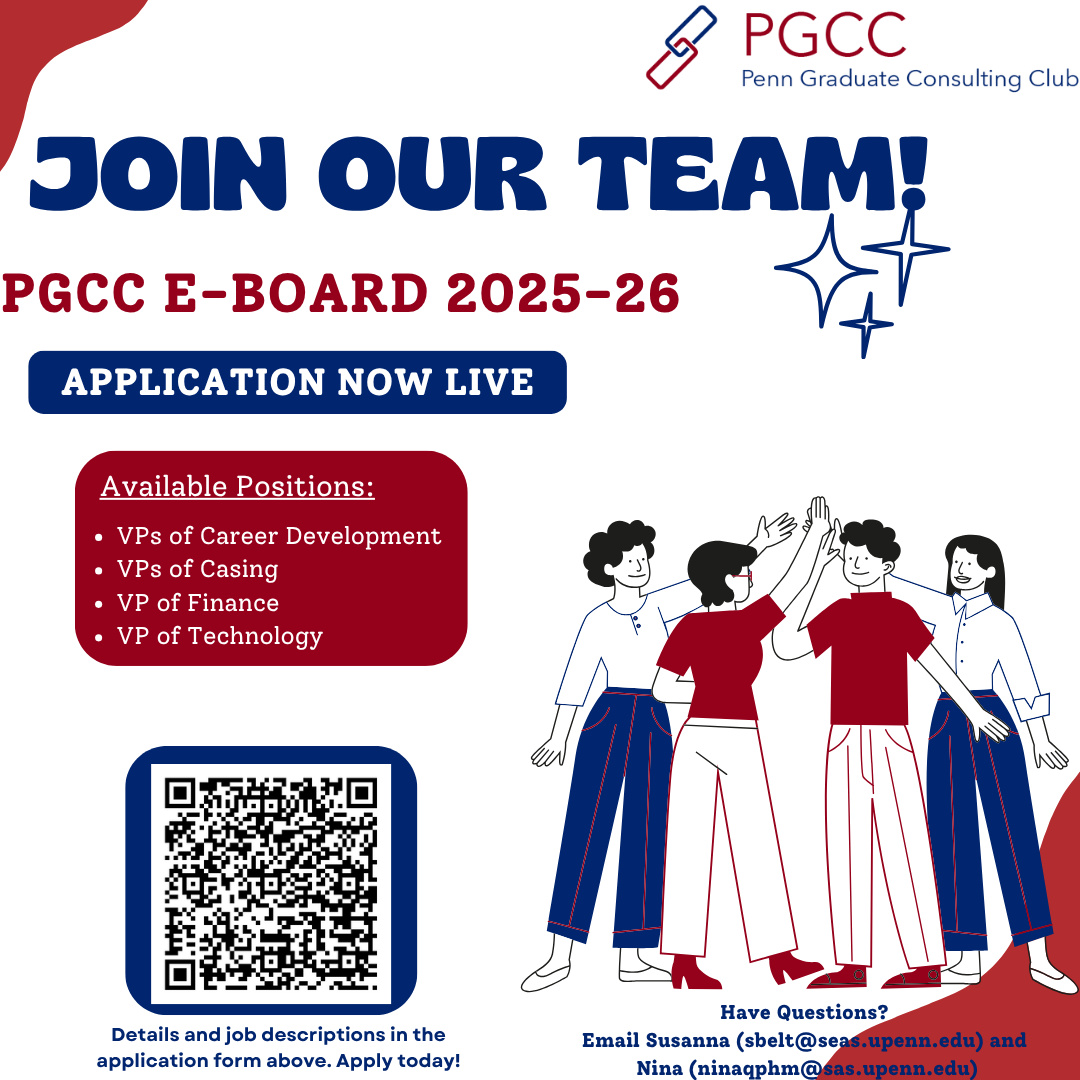 PGCC
Penn Graduate Consulting Club
JOIN OUR TEAM!
PGCC E-BOARD 2025-26
APPLICATION NOW LIVE
Available Positions:
• VPs of Career Development
• VPs of Casing
• VP of Finance
• VP of Technology
Details and job descriptions in the
application form above. Apply today!
Have Questions?
Email Susanna (sbelt@seas.upenn.edu) and
Nina (ninaqphm@sas.upenn.edu)